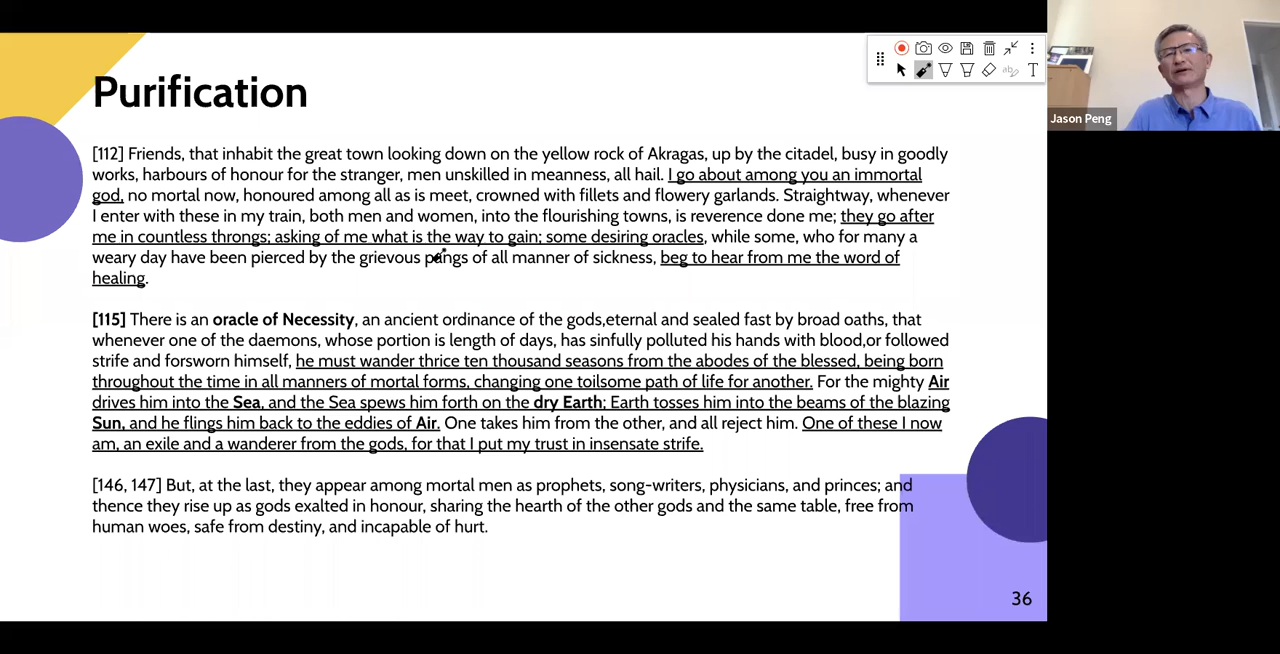 Purification
[112] Friends, that inhabit the great town looking down on the yellow rock of Akragas, up by the citadel, busy in goodly
works, harbours of honour for the stranger, men unskilled in meanness, all hail. I go about among you an immortal
god, no mortal now, honoured among all as is meet, crowned with fillets and flowery garlands. Straightway, whenever
I enter with these in my train, both men and women, into the flourishing towns, is reverence done me; they go after
me in countless throngs; asking of me what is the way to gain; some desiring oracles, while some, who for many a
weary day have been pierced by the grievous pangs of all manner of sickness, beg to hear from me the word of
healing.
[115] There is an oracle of Necessity, an ancient ordinance of the gods,eternal and sealed fast by broad oaths, that
whenever one of the daemons, whose portion is length of days, has sinfully polluted his hands with blood,or followed
strife and forsworn himself, he must wander thrice ten thousand seasons from the abodes of the blessed, being born
throughout the time in all manners of mortal forms, changing one toilsome path of life for another. For the mighty Air
drives him into the Sea, and the Sea spews him forth on the dry Earth; Earth tosses him into the beams of the blazing
Sun, and he flings him back to the eddies of Air. One takes him from the other, and all reject him. One of these I now
am, an exile and a wanderer from the gods, for that I put my trust in insensate strife.
[146, 147] But, at the last, they appear among mortal men as prophets, song-writers, physicians, and princes; and
thence they rise up as gods exalted in honour, sharing the hearth of the other gods and the same table, free from
human woes, safe from destiny, and incapable of hurt.
36
ab
T
Jason Peng